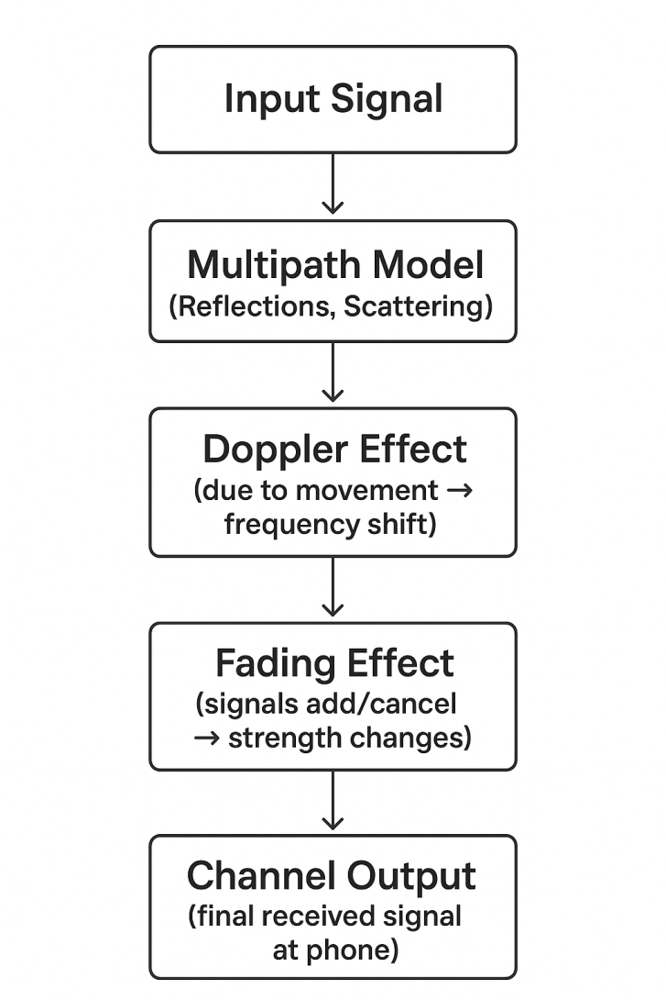 Input Signal
Multipath Model
(Reflections, Scattering)
Doppler Effect
(due to movement →
frequency shift)
Fading Effect
(signals add/cancel
→ strength changes)
Channel Output
(final received signal
at phone)